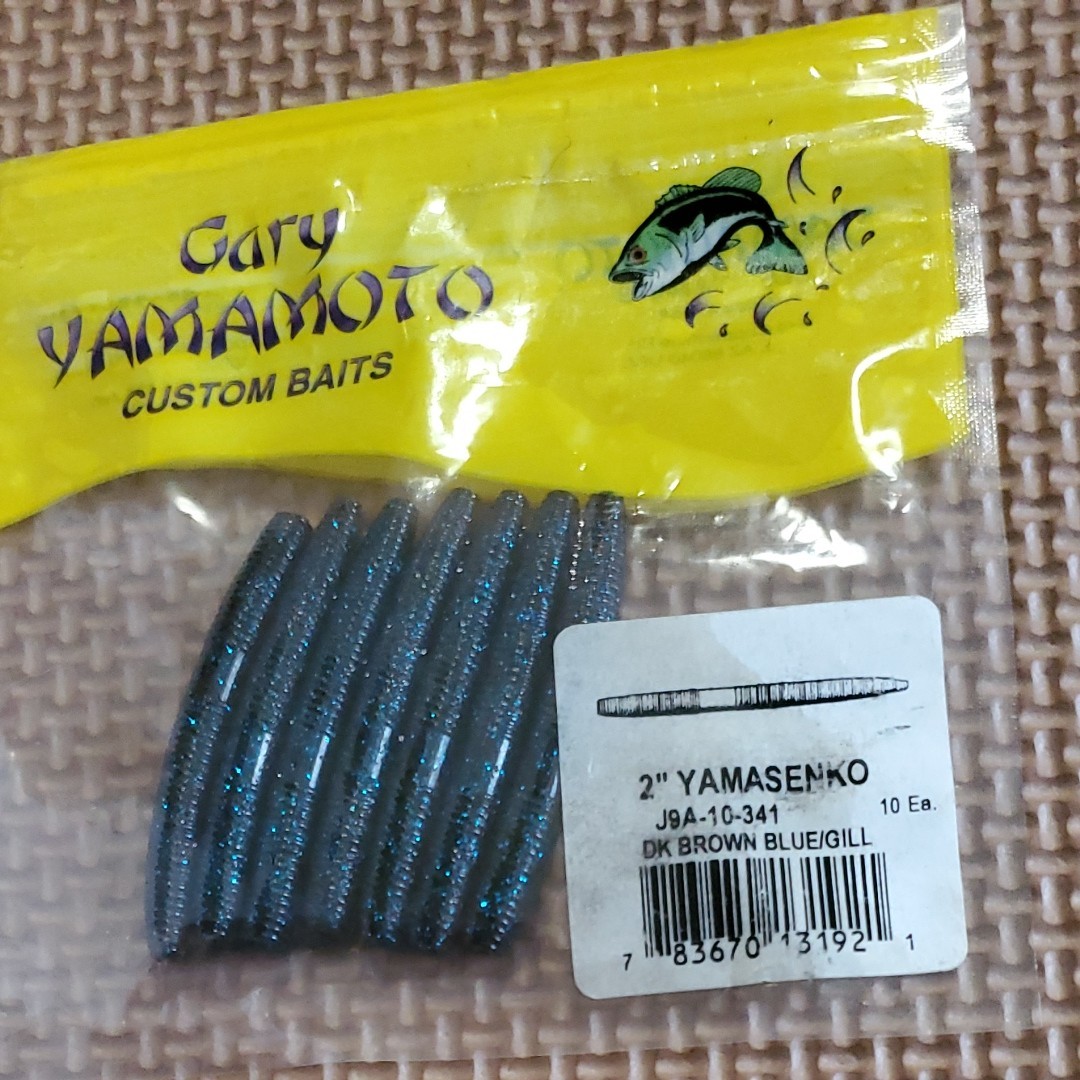 Gary
YAMAMOTO
CUSTOM BAITS
2" YAMASENKO
J9A-10-341
10 Ea.
DK BROWN BLUE/GILL
7 83670 13192 1